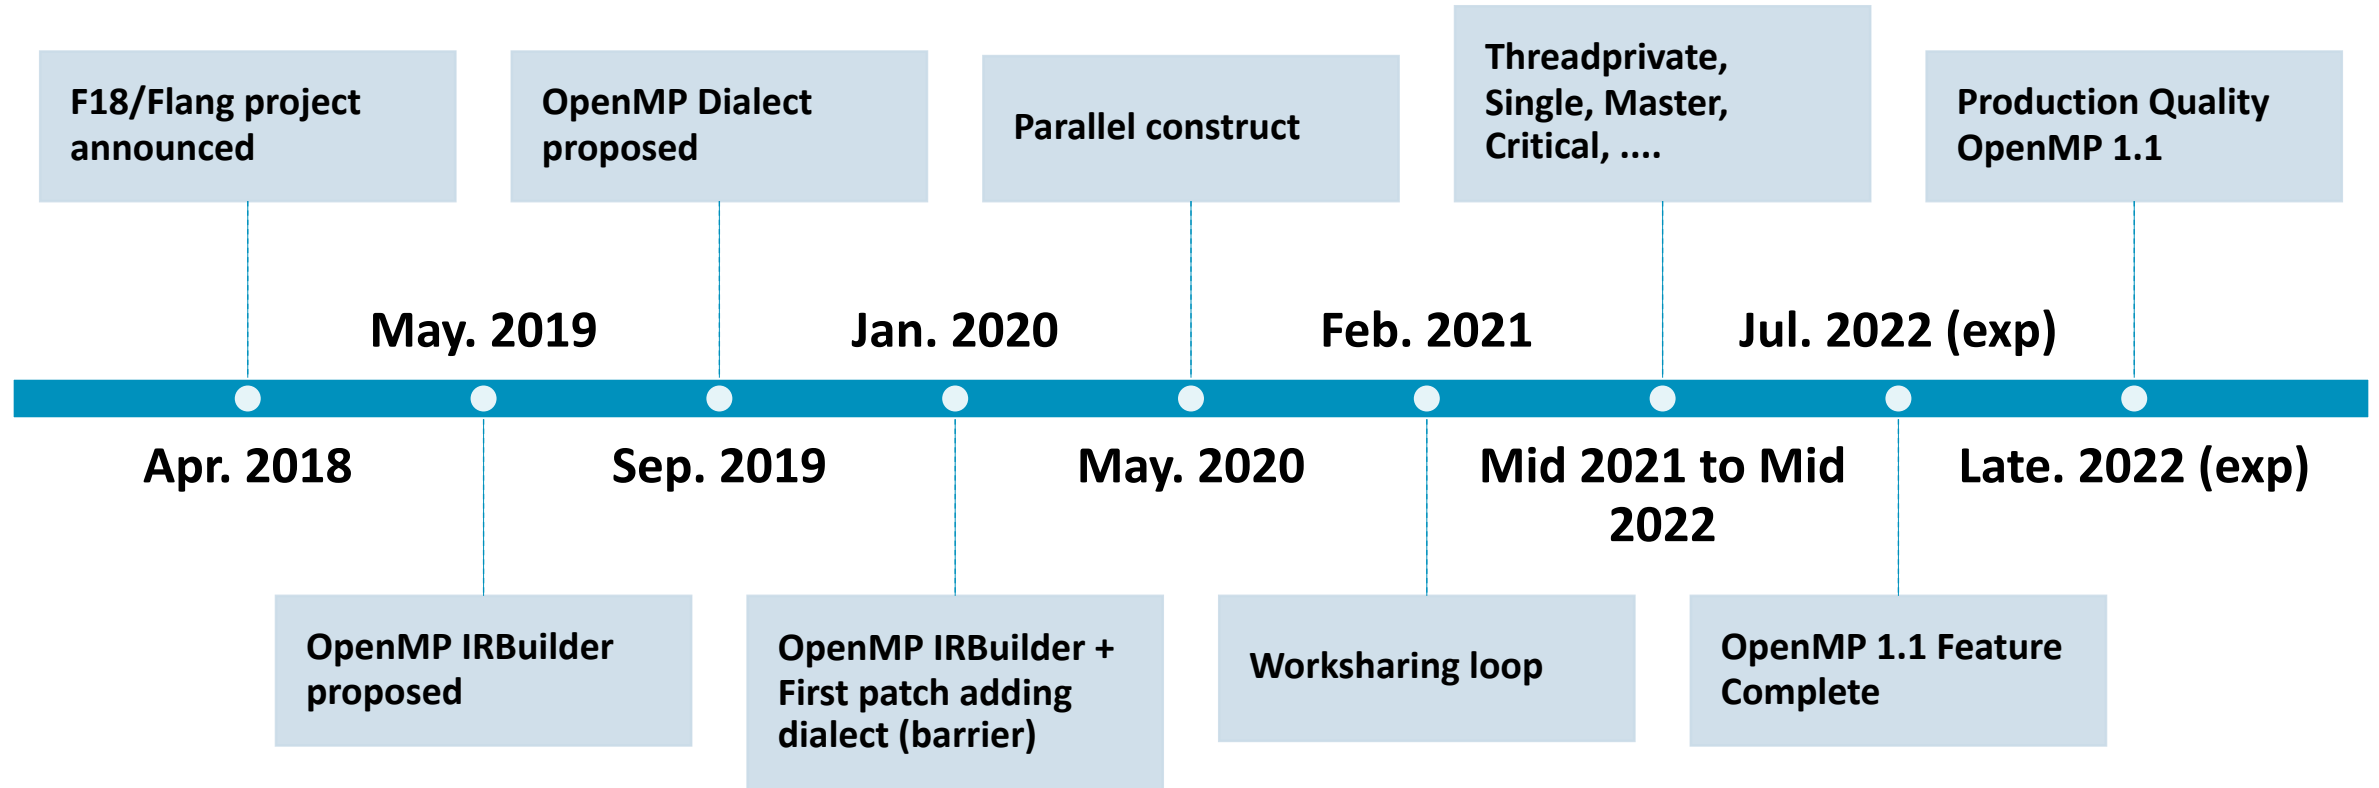 F18/Flang project
announced
OpenMP Dialect
proposed
Parallel construct
Threadprivate,
Single, Master,
Critical, ....
Production Quality
OpenMP 1.1
May. 2019
Jan. 2020
Feb. 2021
Jul. 2022 (exp)
Apr. 2018
Sep. 2019
May. 2020
Mid 2021 to Mid
2022
Late. 2022 (exp)
OpenMP IRBuilder
proposed
OpenMP IRBuilder +
First patch adding
dialect (barrier)
Worksharing loop
OpenMP 1.1 Feature
Complete